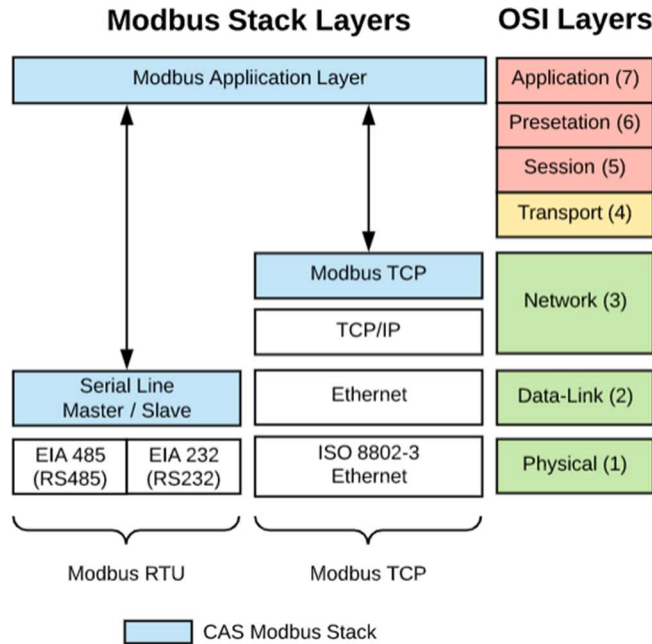 Modbus Stack Layers
OSI Layers
Modbus Appliication Layer
Application (7)
Presetation (6)
Session (5)
Transport (4)
Modbus TCP
Network (3)
TCP/IP
Serial Line
Master / Slave
Ethernet
Data-Link (2)
EIA 485
(RS485)
EIA 232
(RS232)
ISO 8802-3
Ethernet
Physical (1)
Modbus RTU
Modbus TCP
CAS Modbus Stack